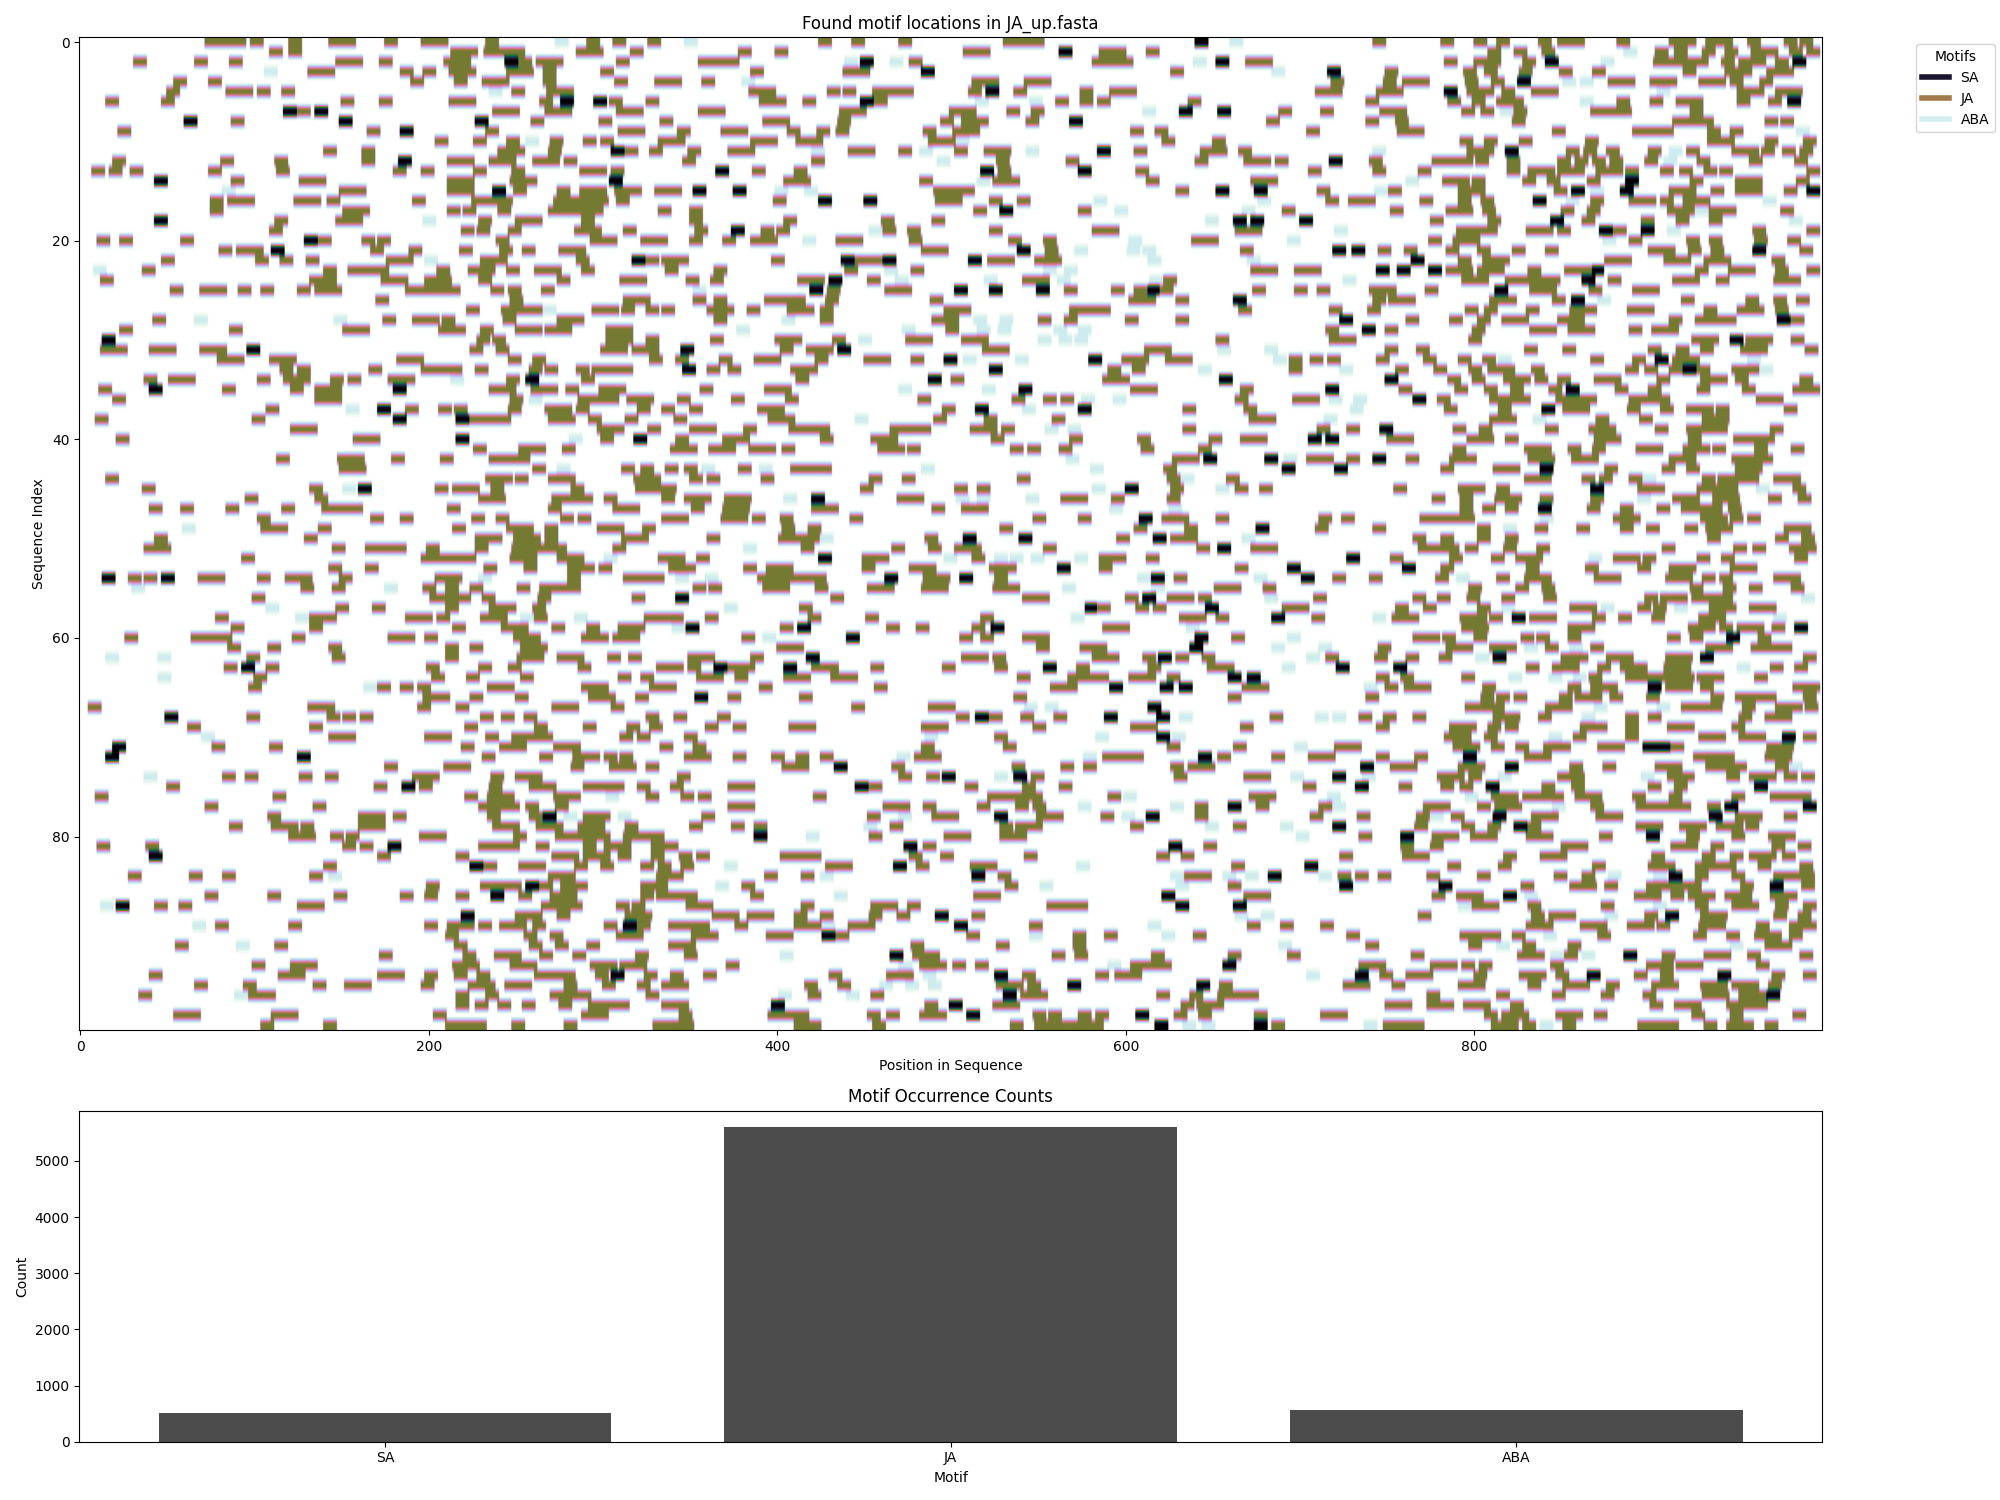 Found motif locations in JA_up.fasta
Motifs
SA
JA
ABA
0
20
40
60
80
Sequence Index
0
200
400
600
800
Position in Sequence
Motif Occurrence Counts
5000
4000
3000
2000
1000
0
Count
SA
JA
ABA
Motif